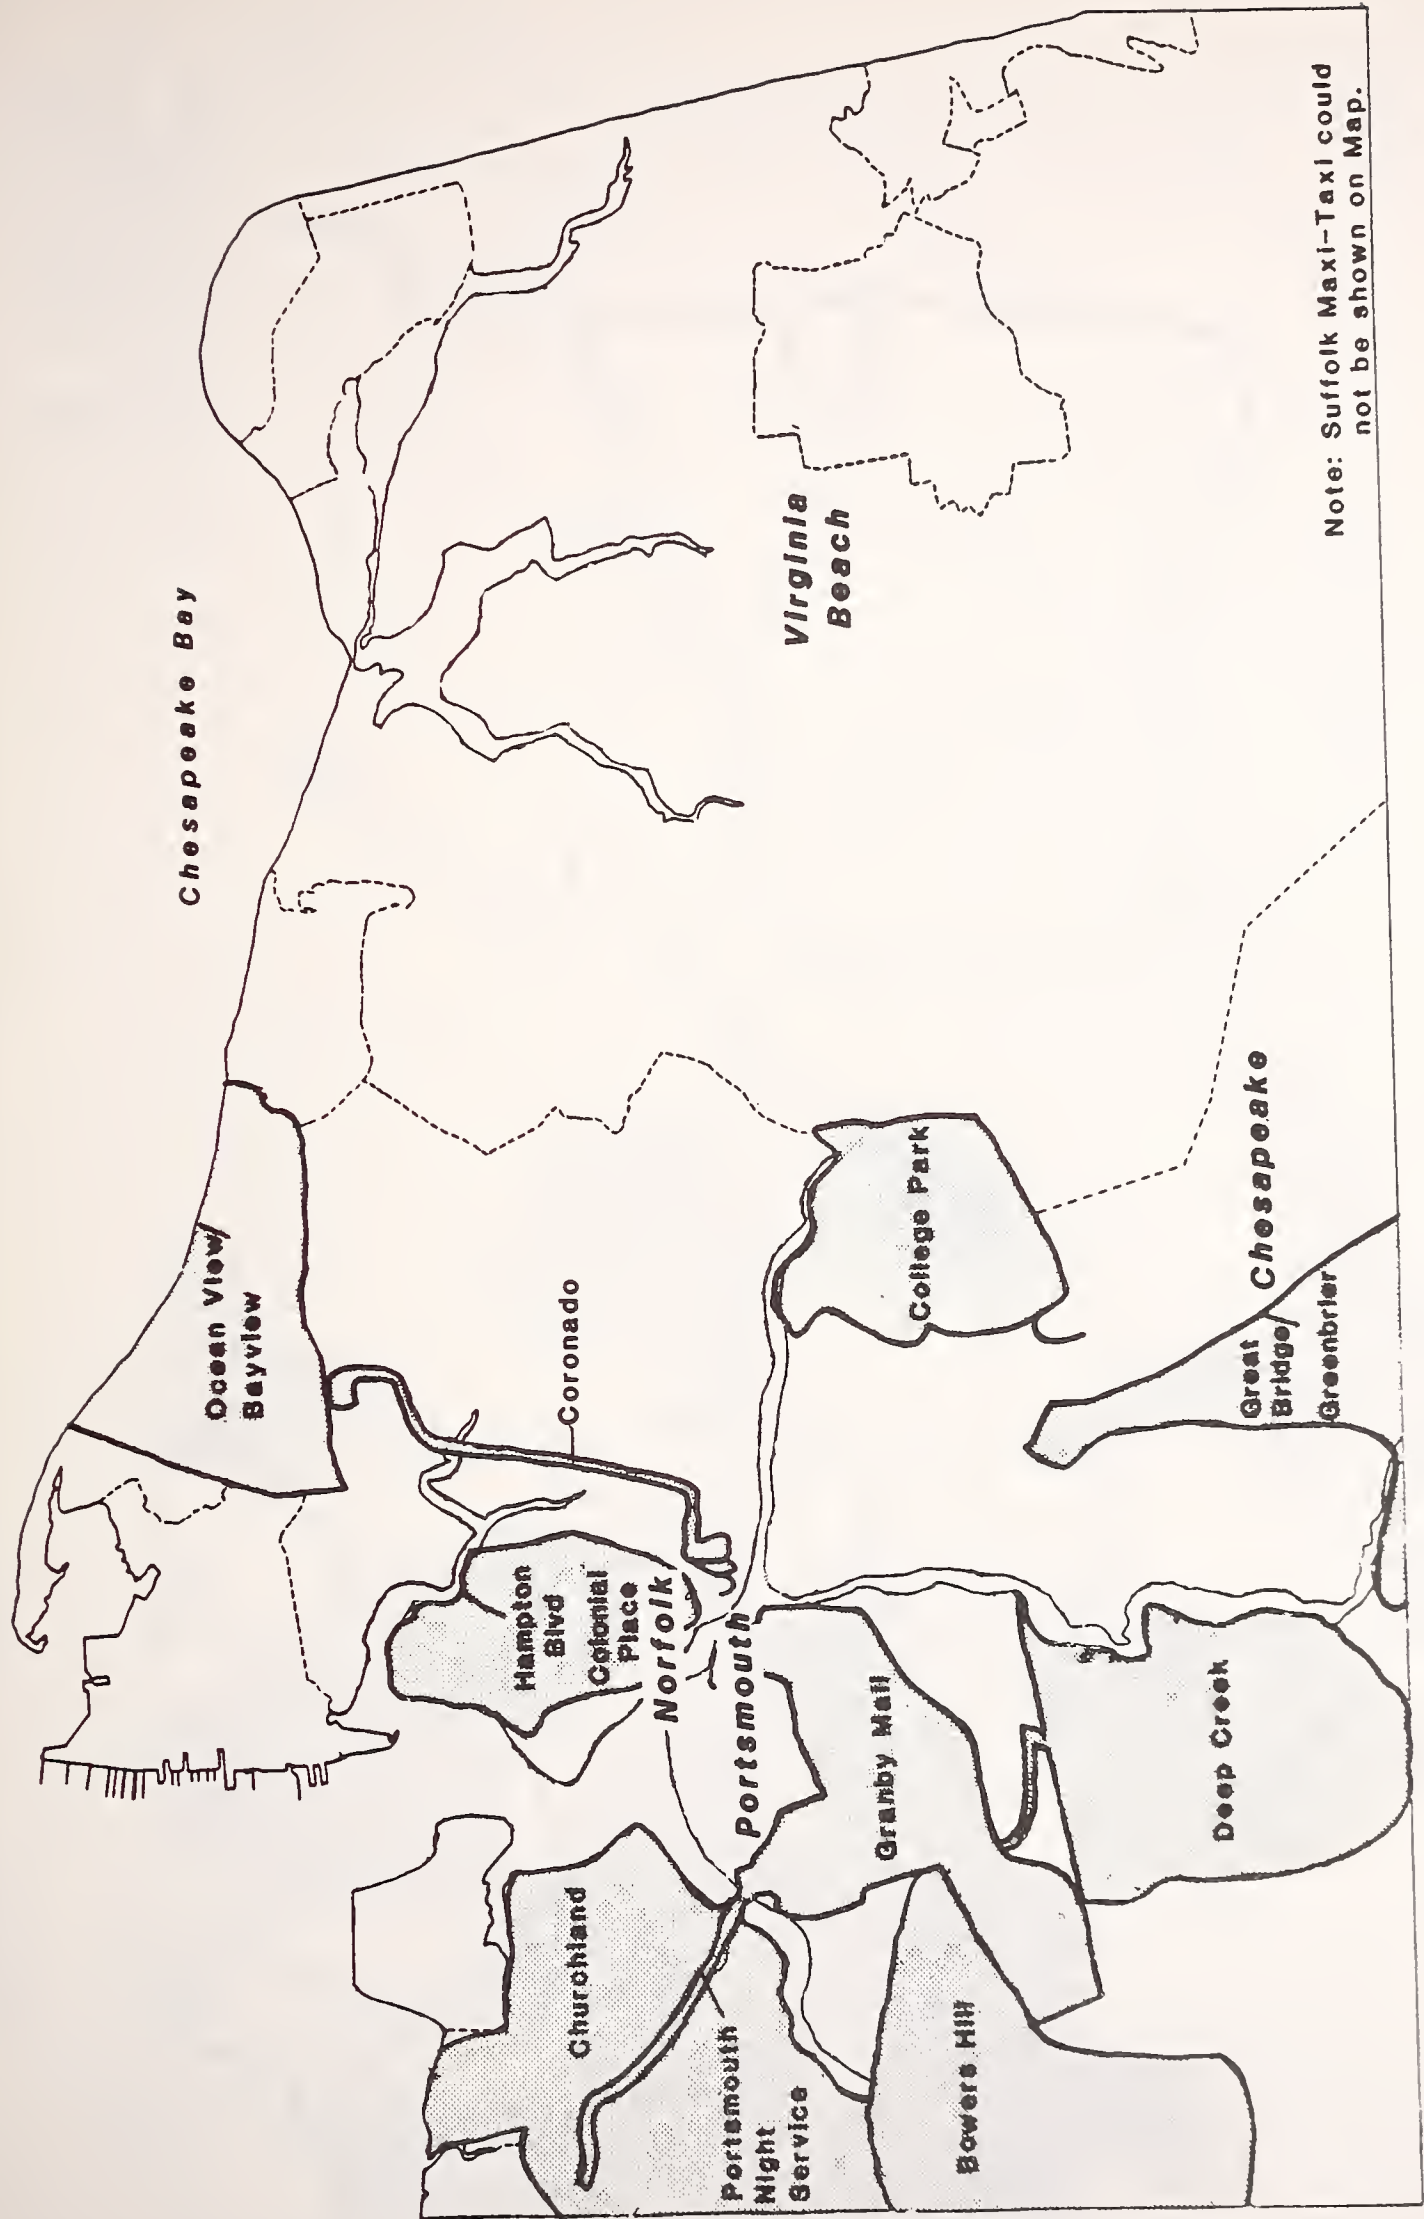 Chesapeake Bay
Ocean View/
Bayview
Coronado
Hampton
Blvd
Colonial
Place
Norfolk
Portsmouth
Churchland
Portsmouth
Night
Service
Granby Mall
Bowers Hill
Deep Creek
College Park
Virginia
Beach
Chesapeake
Great
Bridge/
Greenbrier
Note: Suffolk Maxi-Taxi could
not be shown on Map.